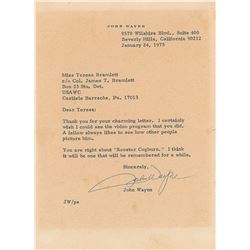 JOHN WAYNE
9570 Wilshire Blvd., Suite 400
Beverly Hills, California 90212
January 24, 1975
Miss Teresa Bramlett
c/o Col. James T. Bramlett
Box 23 Stu. Det.
USAWC
Carlisle Barracks, Pa. 17013
Dear Teresa:
Thank you for your charming letter. I certainly
wish I could see the video program that you did.
A fellow always likes to see how other people
picture him.
You are right about "Rooster Cogburn." I think
it will be one that will be remembered for a while.
Sincerely,
John Wayne
John Wayne
JW/ps